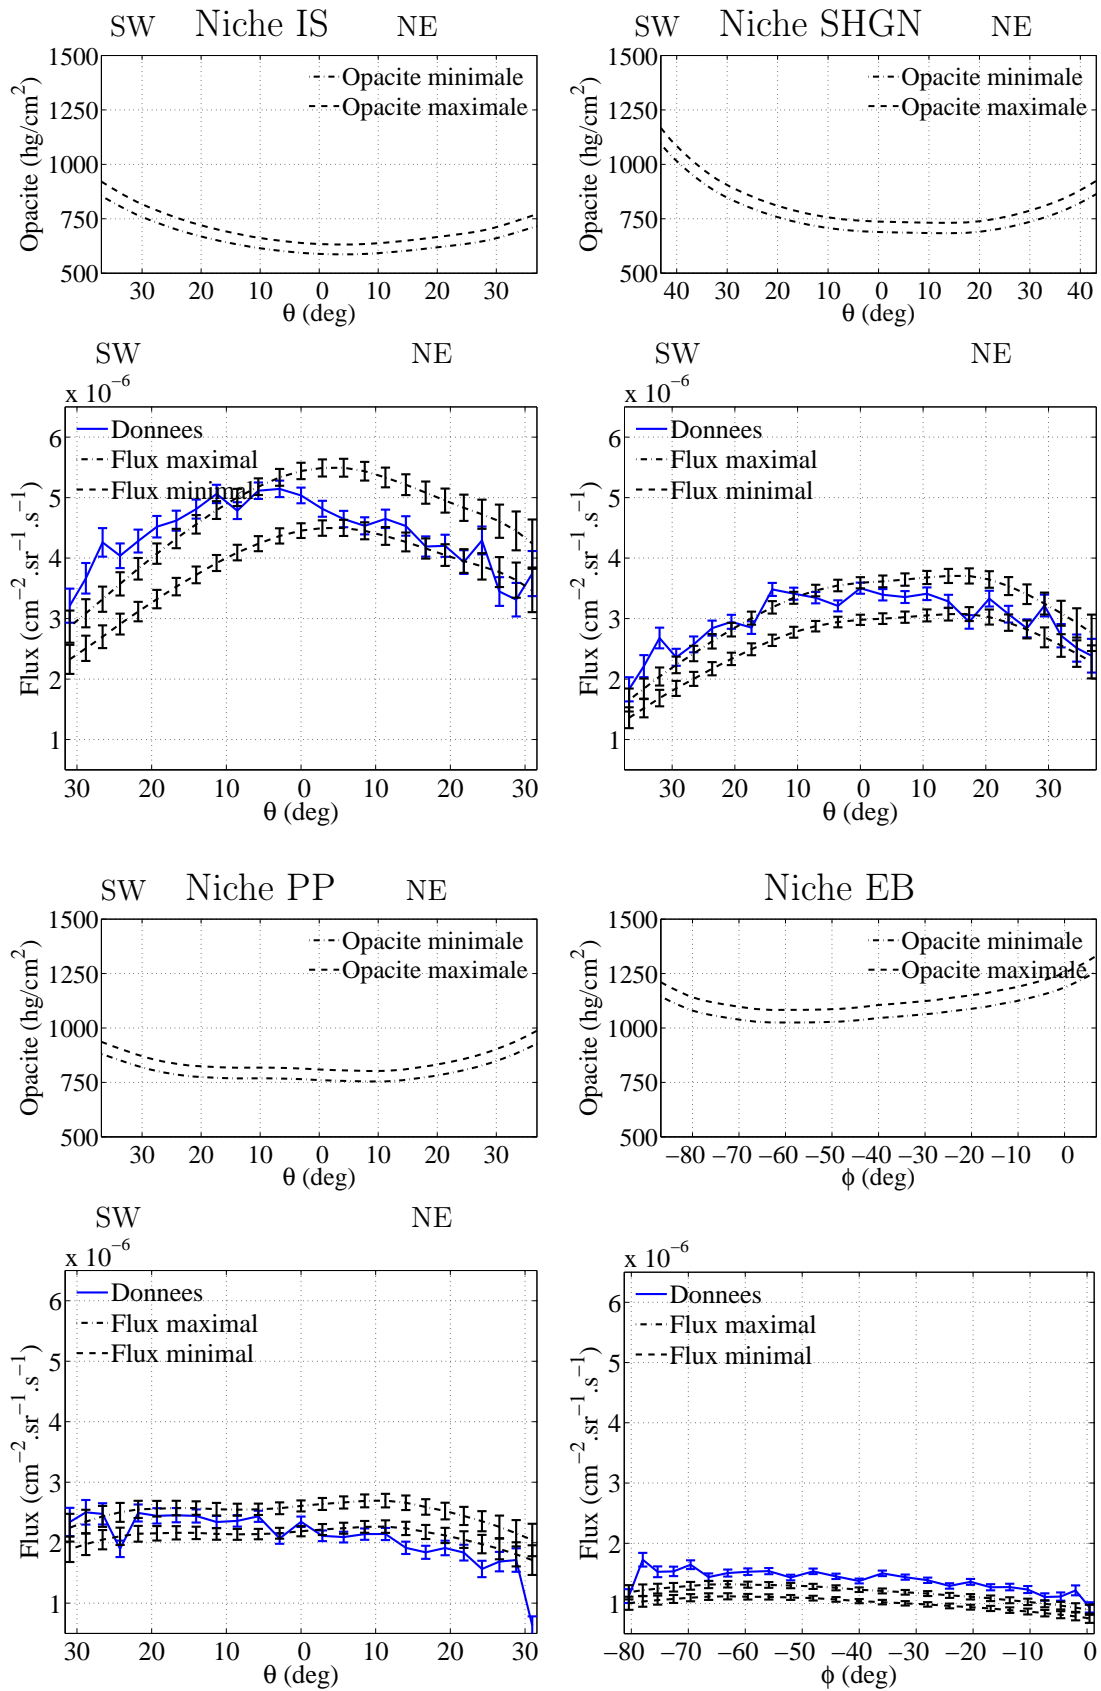 SW Niche IS NE
1500
1250
1000
750
500
Opacite (hg/cm²)
Opacite minimale
Opacite maximale
30 20 10 0 10 20 30
θ (deg)
Niche SHGN
SW NE
1500
1250
1000
750
500
Opacite (hg/cm²)
Opacite minimale
Opacite maximale
40 30 20 10 0 10 20 30 40
θ (deg)
SW NE
x 10⁻⁶
6
5
4
3
2
1
Flux (cm⁻².sr⁻¹.s⁻¹)
Donnees
Flux maximal
Flux minimal
30 20 10 0 10 20 30
θ (deg)
SW NE
x 10⁻⁶
6
5
4
3
2
1
Flux (cm⁻².sr⁻¹.s⁻¹)
Donnees
Flux maximal
Flux minimal
30 20 10 0 10 20 30
θ (deg)
SW Niche PP NE
1500
1250
1000
750
500
Opacite (hg/cm²)
Opacite minimale
Opacite maximale
30 20 10 0 10 20 30
θ (deg)
Niche EB
1500
1250
1000
750
500
Opacite (hg/cm²)
Opacite minimale
Opacite maximale
−80 −70 −60 −50 −40 −30 −20 −10 0
φ (deg)
SW NE
x 10⁻⁶
6
5
4
3
2
1
Flux (cm⁻².sr⁻¹.s⁻¹)
Donnees
Flux maximal
Flux minimal
30 20 10 0 10 20 30
θ (deg)
x 10⁻⁶
6
5
4
3
2
1
Flux (cm⁻².sr⁻¹.s⁻¹)
Donnees
Flux maximal
Flux minimal
−80 −70 −60 −50 −40 −30 −20 −10 0
φ (deg)